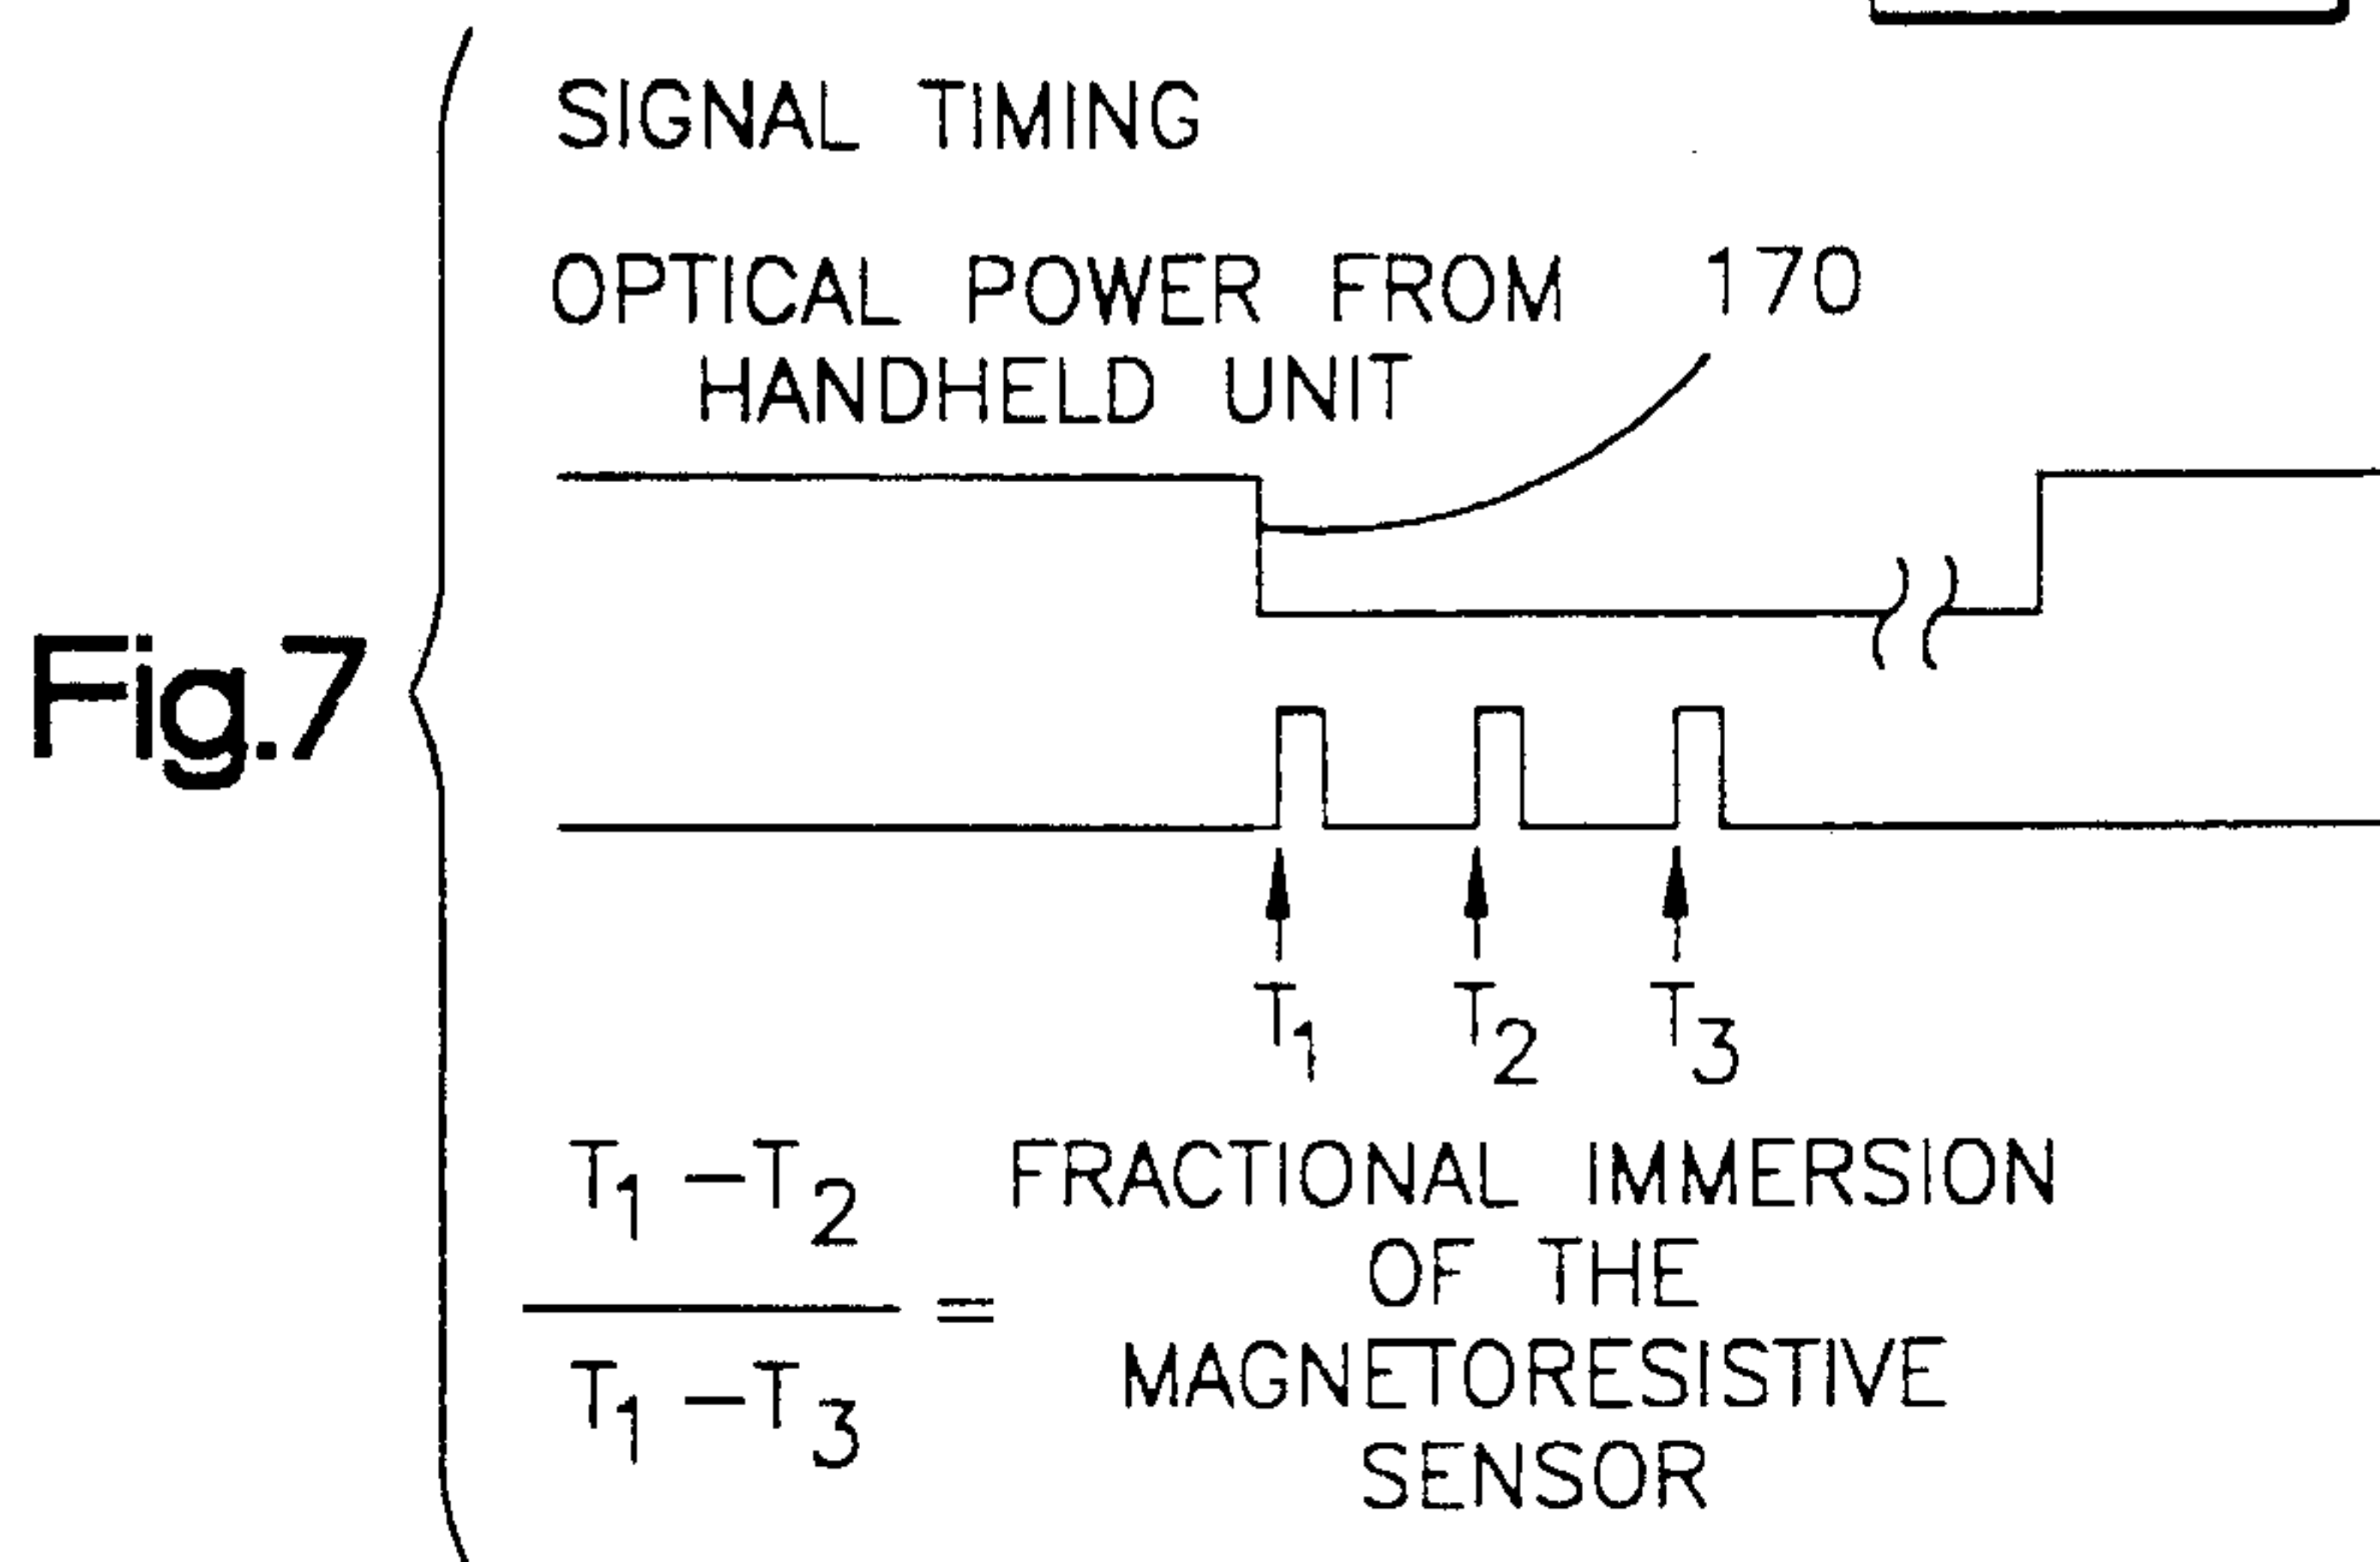 SIGNAL TIMING
OPTICAL POWER FROM
HANDHELD UNIT
170
Fig.7
T1
T2
T3
T1 – T2
T1 – T3
=
FRACTIONAL IMMERSION
OF THE
MAGNETORESISTIVE
SENSOR